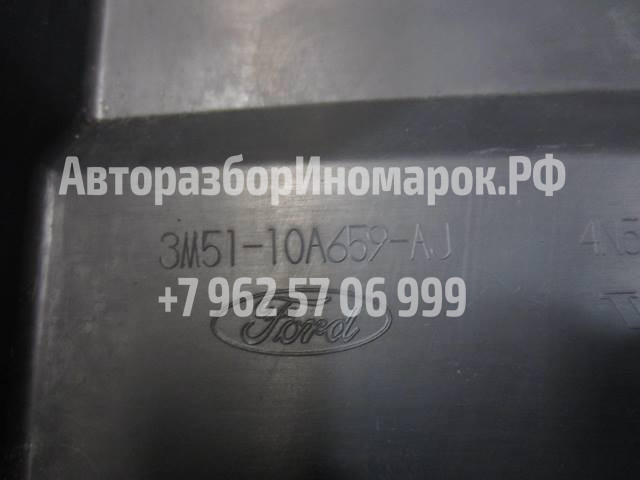 АвторазборИномарок.РФ
3M51-10A659-AJ
+7 962 57 06 999
Ford